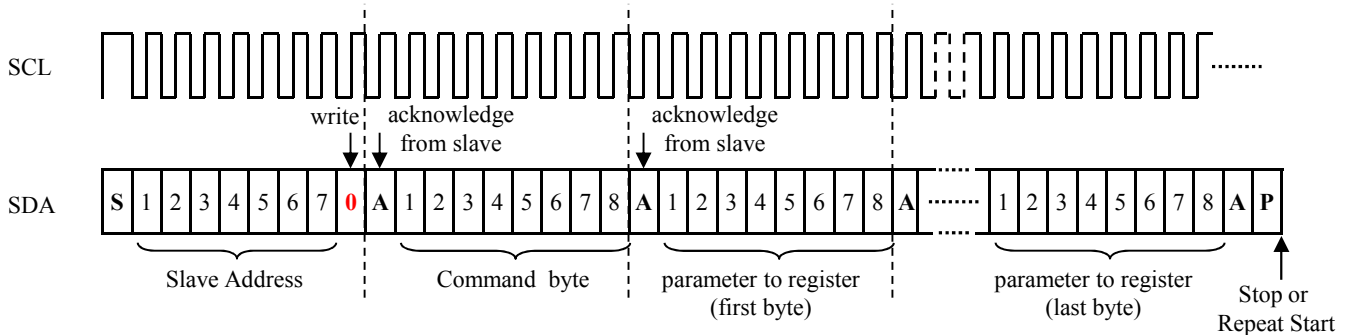 SCL
write
acknowledge
from slave
acknowledge
from slave
SDA
S 1 2 3 4 5 6 7 0 A 1 2 3 4 5 6 7 8 A 1 2 3 4 5 6 7 8 A 1 2 3 4 5 6 7 8 A P
Slave Address
Command byte
parameter to register
(first byte)
parameter to register
(last byte)
Stop or
Repeat Start